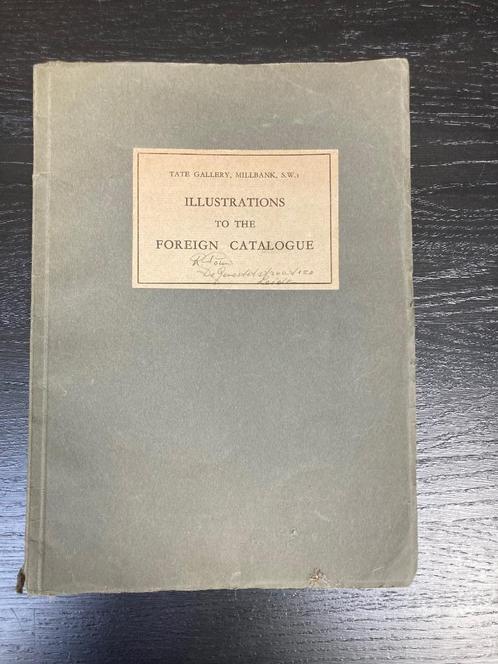 TATE GALLERY, MILLBANK, S.W.1
ILLUSTRATIONS
TO THE
FOREIGN CATALOGUE